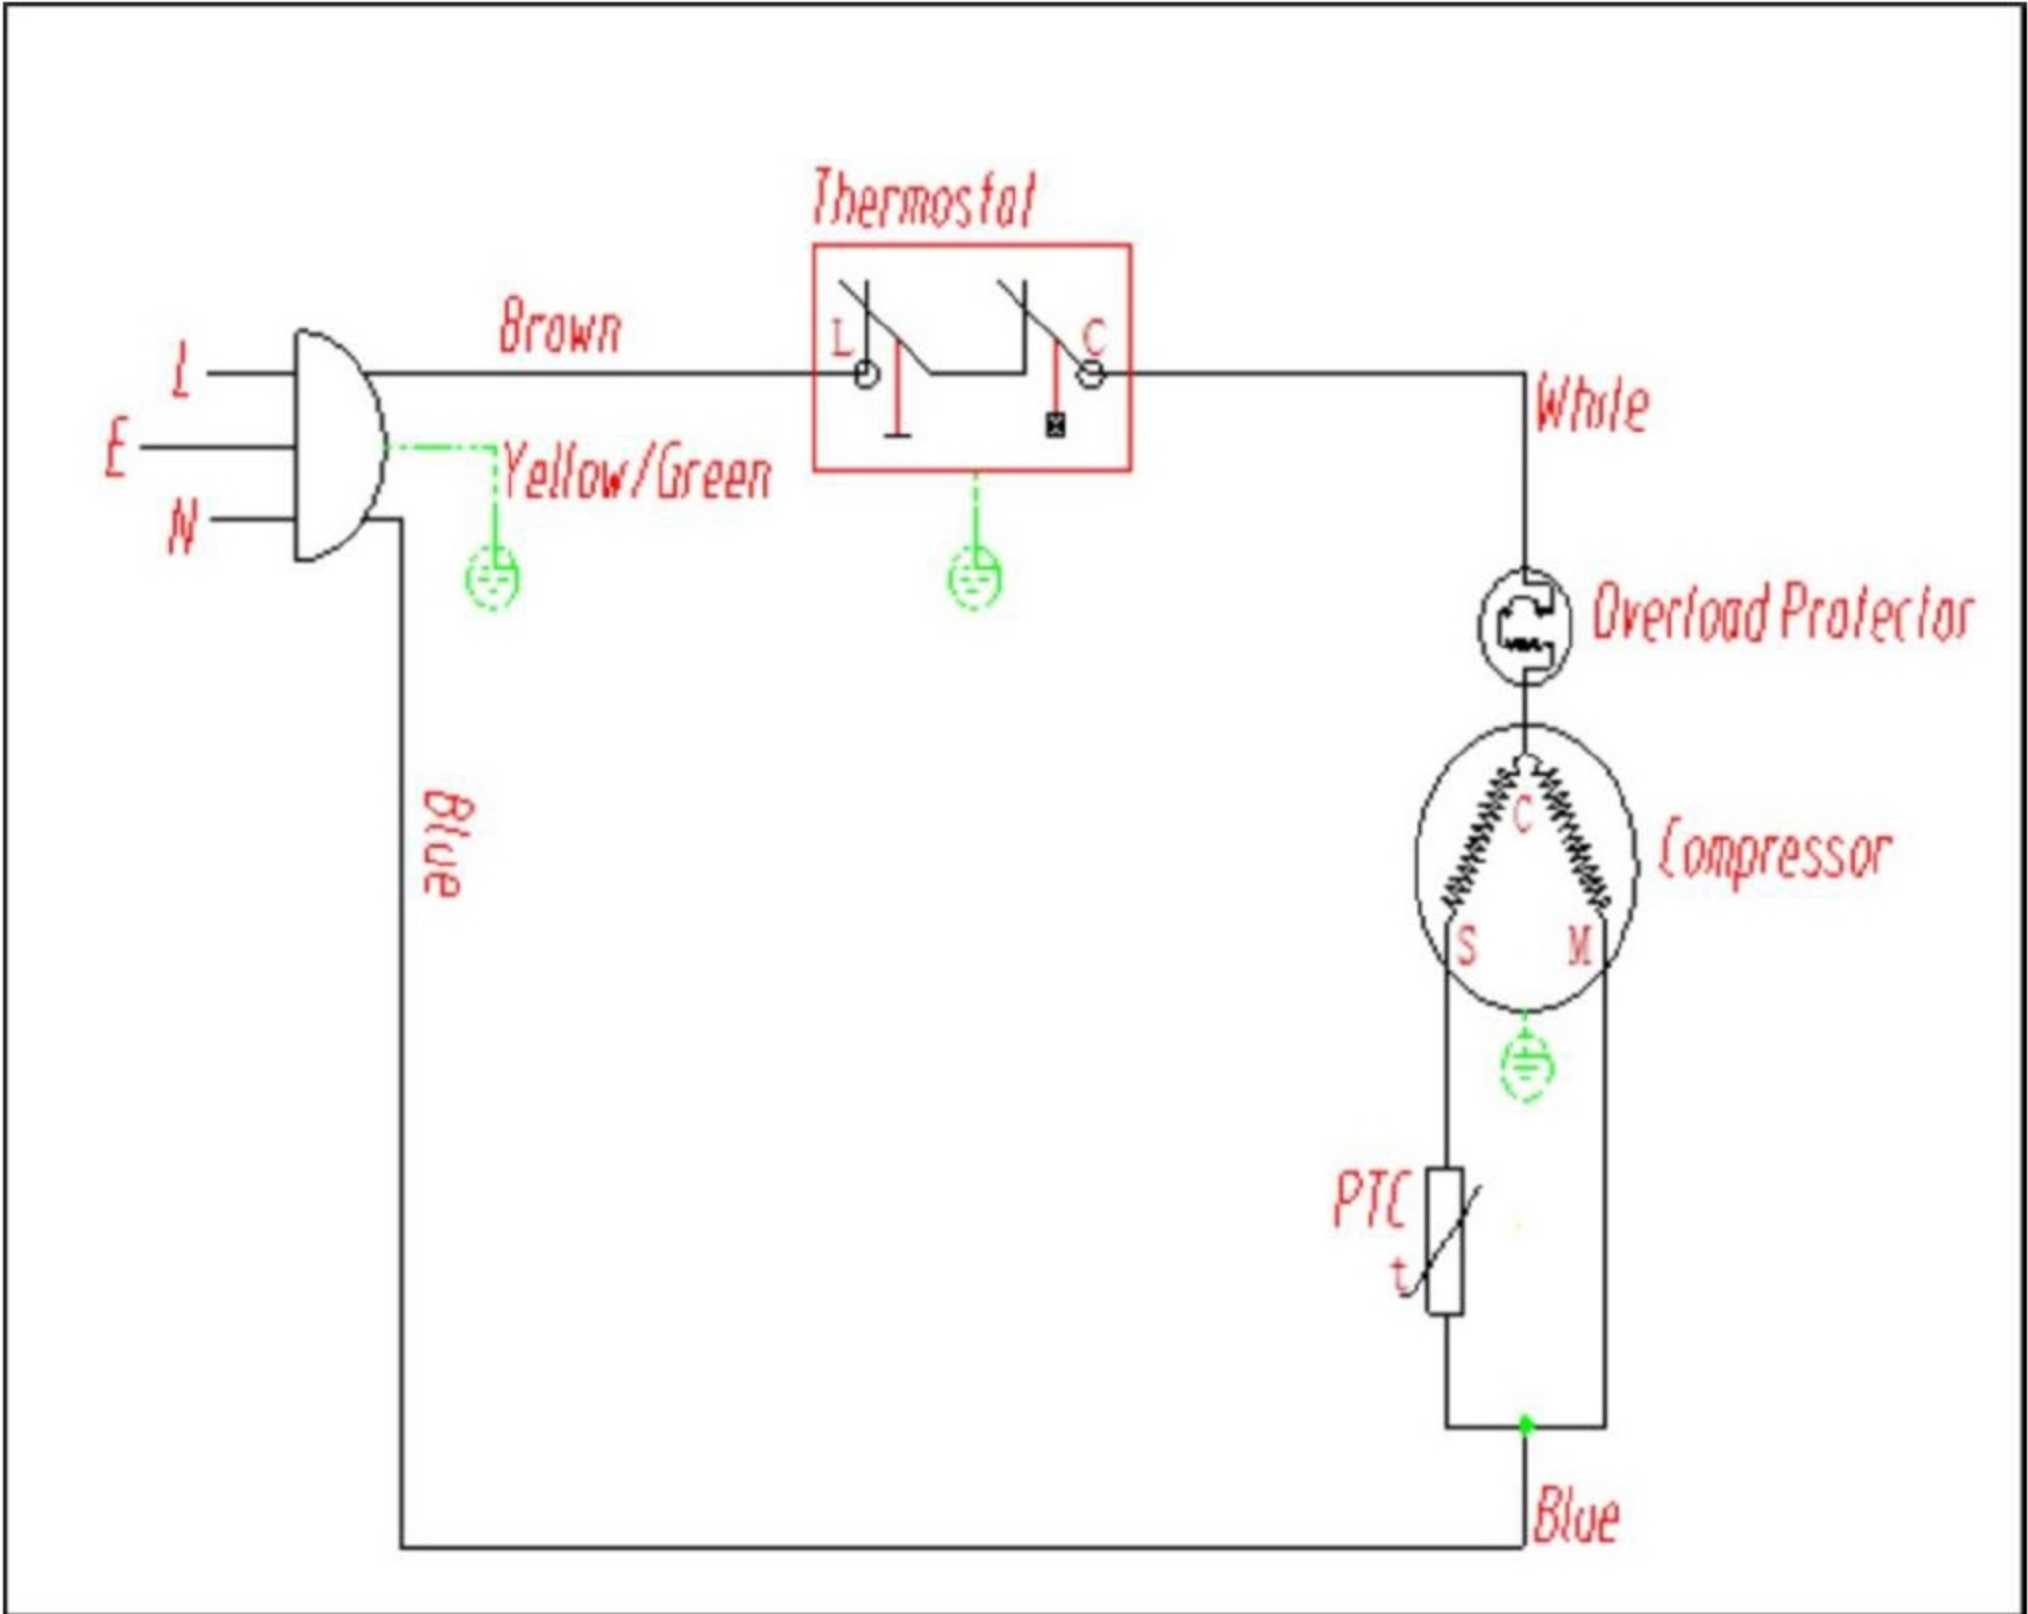 Thermostat
Brown
L
L
C
White
E
Yellow/Green
N
Overload Protector
Blue
C
Compressor
S
M
PTC
t
Blue